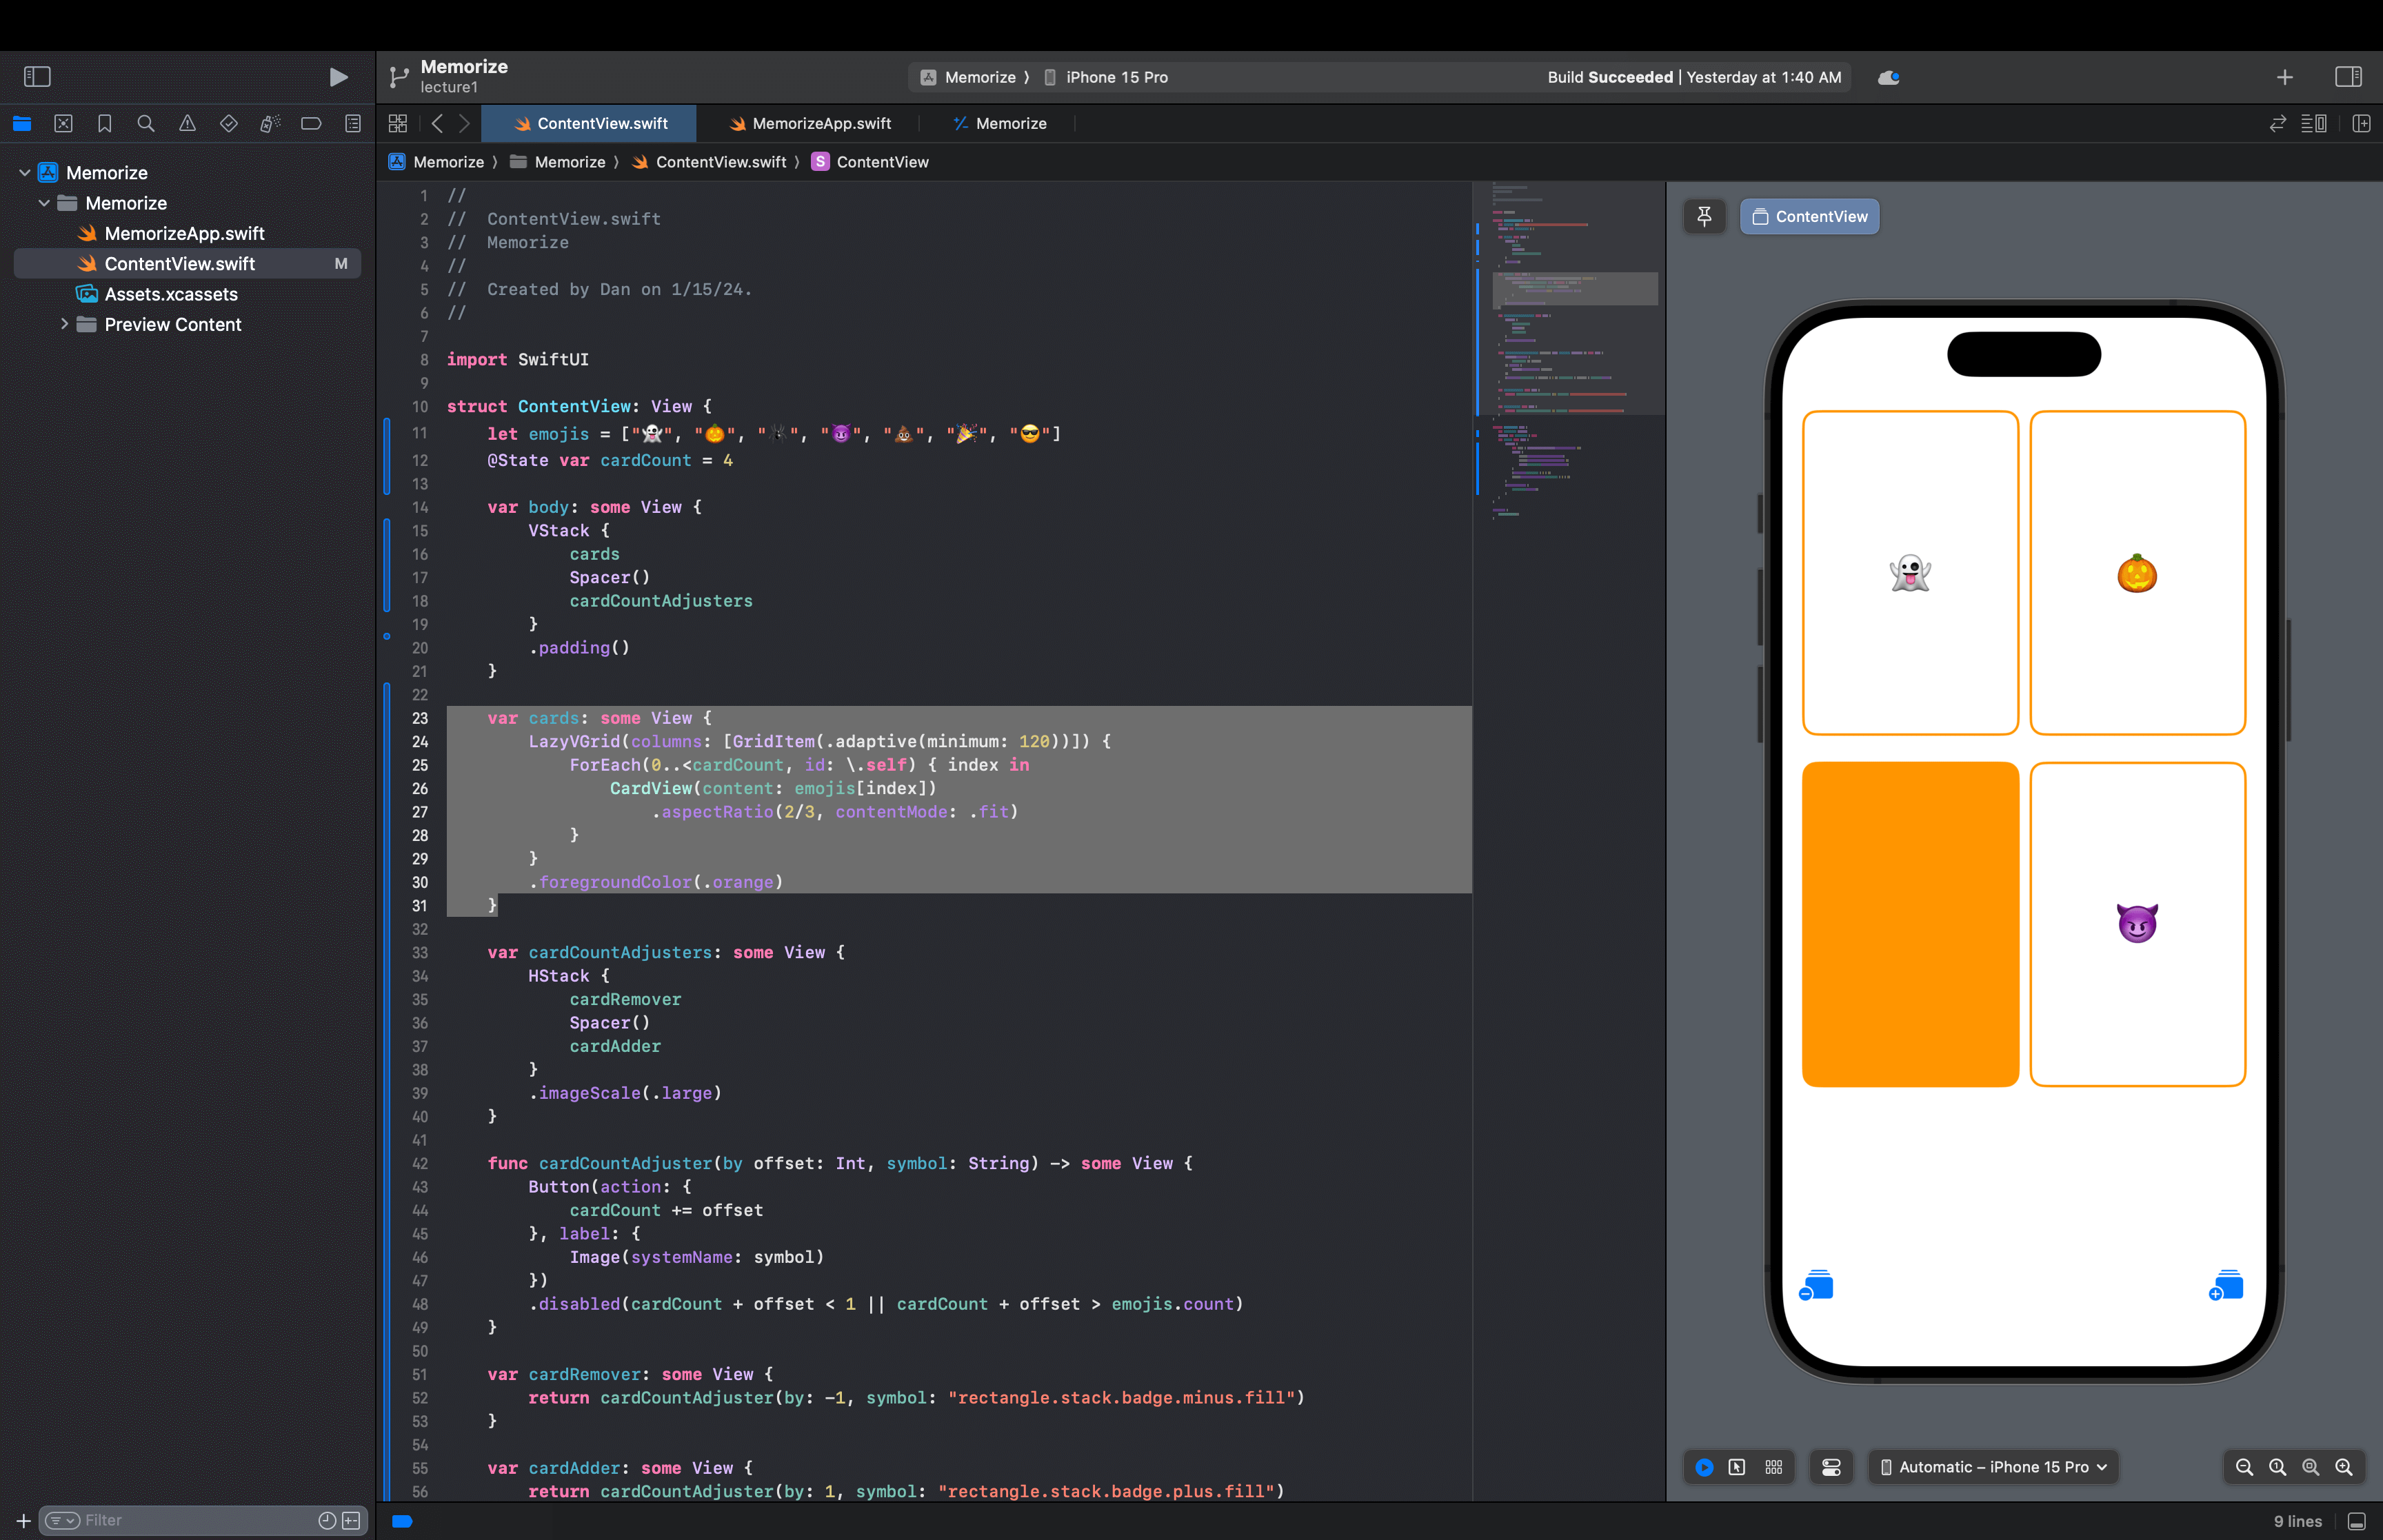 Memorize
lecture1
Memorize ⟩ iPhone 15 Pro
Build Succeeded | Yesterday at 1:40 AM
ContentView.swift
MemorizeApp.swift
Memorize
Memorize ⟩ Memorize ⟩ ContentView.swift ⟩ S ContentView
Memorize
Memorize
MemorizeApp.swift
ContentView.swift M
Assets.xcassets
Preview Content
1 //
2 //  ContentView.swift
3 //  Memorize
4 //
5 //  Created by Dan on 1/15/24.
6 //
7
8 import SwiftUI
9
10 struct ContentView: View {
11     let emojis = ["👻", "🎃", "🕷", "😈", "💩", "🎉", "😎"]
12     @State var cardCount = 4
13
14     var body: some View {
15         VStack {
16             cards
17             Spacer()
18             cardCountAdjusters
19         }
20         .padding()
21     }
22
23     var cards: some View {
24         LazyVGrid(columns: [GridItem(.adaptive(minimum: 120))]) {
25             ForEach(0..<cardCount, id: \.self) { index in
26                 CardView(content: emojis[index])
27                     .aspectRatio(2/3, contentMode: .fit)
28             }
29         }
30         .foregroundColor(.orange)
31     }
32
33     var cardCountAdjusters: some View {
34         HStack {
35             cardRemover
36             Spacer()
37             cardAdder
38         }
39         .imageScale(.large)
40     }
41
42     func cardCountAdjuster(by offset: Int, symbol: String) -> some View {
43         Button(action: {
44             cardCount += offset
45         }, label: {
46             Image(systemName: symbol)
47         })
48         .disabled(cardCount + offset < 1 || cardCount + offset > emojis.count)
49     }
50
51     var cardRemover: some View {
52         return cardCountAdjuster(by: -1, symbol: "rectangle.stack.badge.minus.fill")
53     }
54
55     var cardAdder: some View {
56         return cardCountAdjuster(by: 1, symbol: "rectangle.stack.badge.plus.fill")
ContentView
Automatic – iPhone 15 Pro
Filter
9 lines